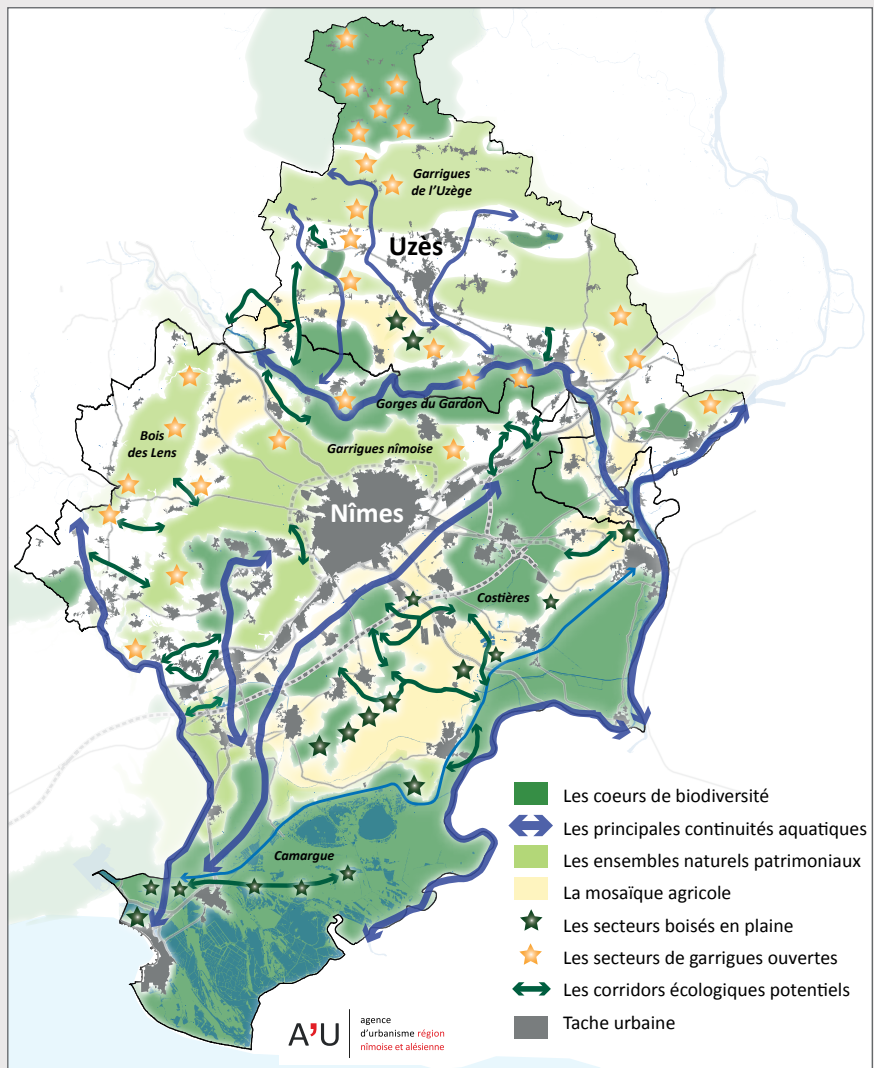 Garrigues
de l'Uzège
Uzès
Gorges du Gardon
Bois
des Lens
Garrigues nîmoise
Nîmes
Costières
Camargue
Les coeurs de biodiversité
Les principales continuités aquatiques
Les ensembles naturels patrimoniaux
La mosaïque agricole
Les secteurs boisés en plaine
Les secteurs de garrigues ouvertes
Les corridors écologiques potentiels
Tache urbaine
A'U
agence
d'urbanisme région
nîmoise et alésienne